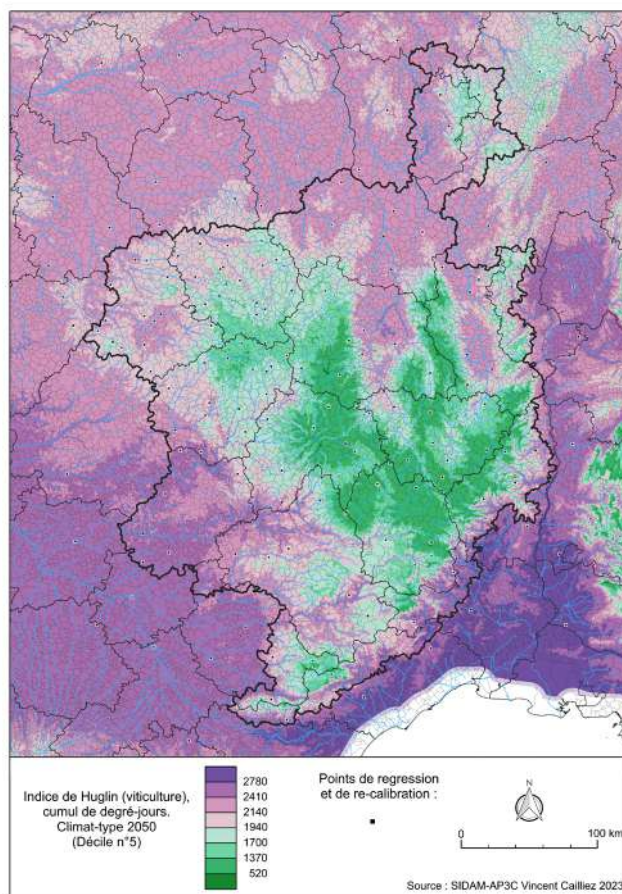 Indice de Huglin (viticulture),
cumul de degré-jours.
Climat-type 2050
(Décile n°5)
2780
2410
2140
1940
1700
1370
520
Points de regression
et de re-calibration :
N
0 100 km
Source : SIDAM-AP3C Vincent Cailliez 2023